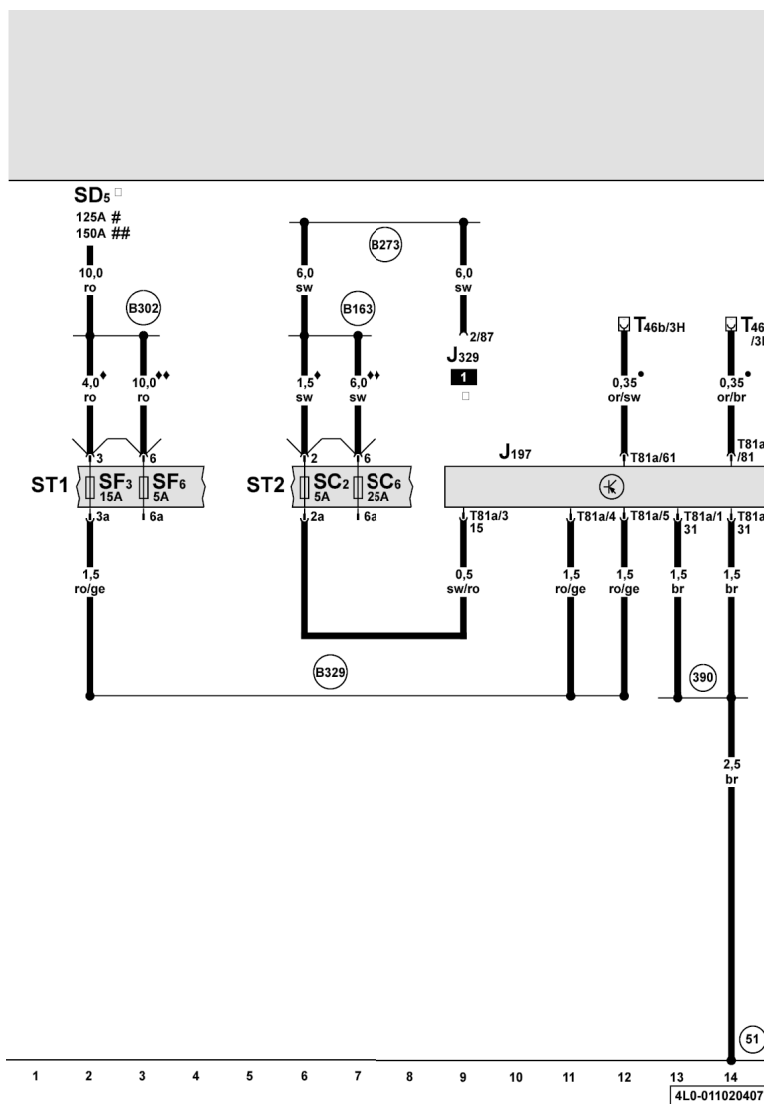 SD5
125A #
150A ##
10,0
ro
B302
4,0 ♦
ro
10,0 ♦♦
ro
3
6
ST1
SF3
15A
SF6
5A
3a
6a
1,5
ro/ge
B273
6,0
sw
6,0
sw
B163
2/87
J329
1
1,5 ♦
sw
6,0 ♦♦
sw
2
6
ST2
SC2
5A
SC6
25A
2a
6a
T46b/3H
T46
0,35 •
or/sw
0,35 •
or/br
J197
T81a/61
T81a
/81
T81a/3
15
T81a/4
T81a/5
T81a/1
31
T81a
31
0,5
sw/ro
1,5
ro/ge
1,5
ro/ge
1,5
br
1,5
br
B329
390
2,5
br
51
1 2 3 4 5 6 7 8 9 10 11 12 13 14
4L0-011020407